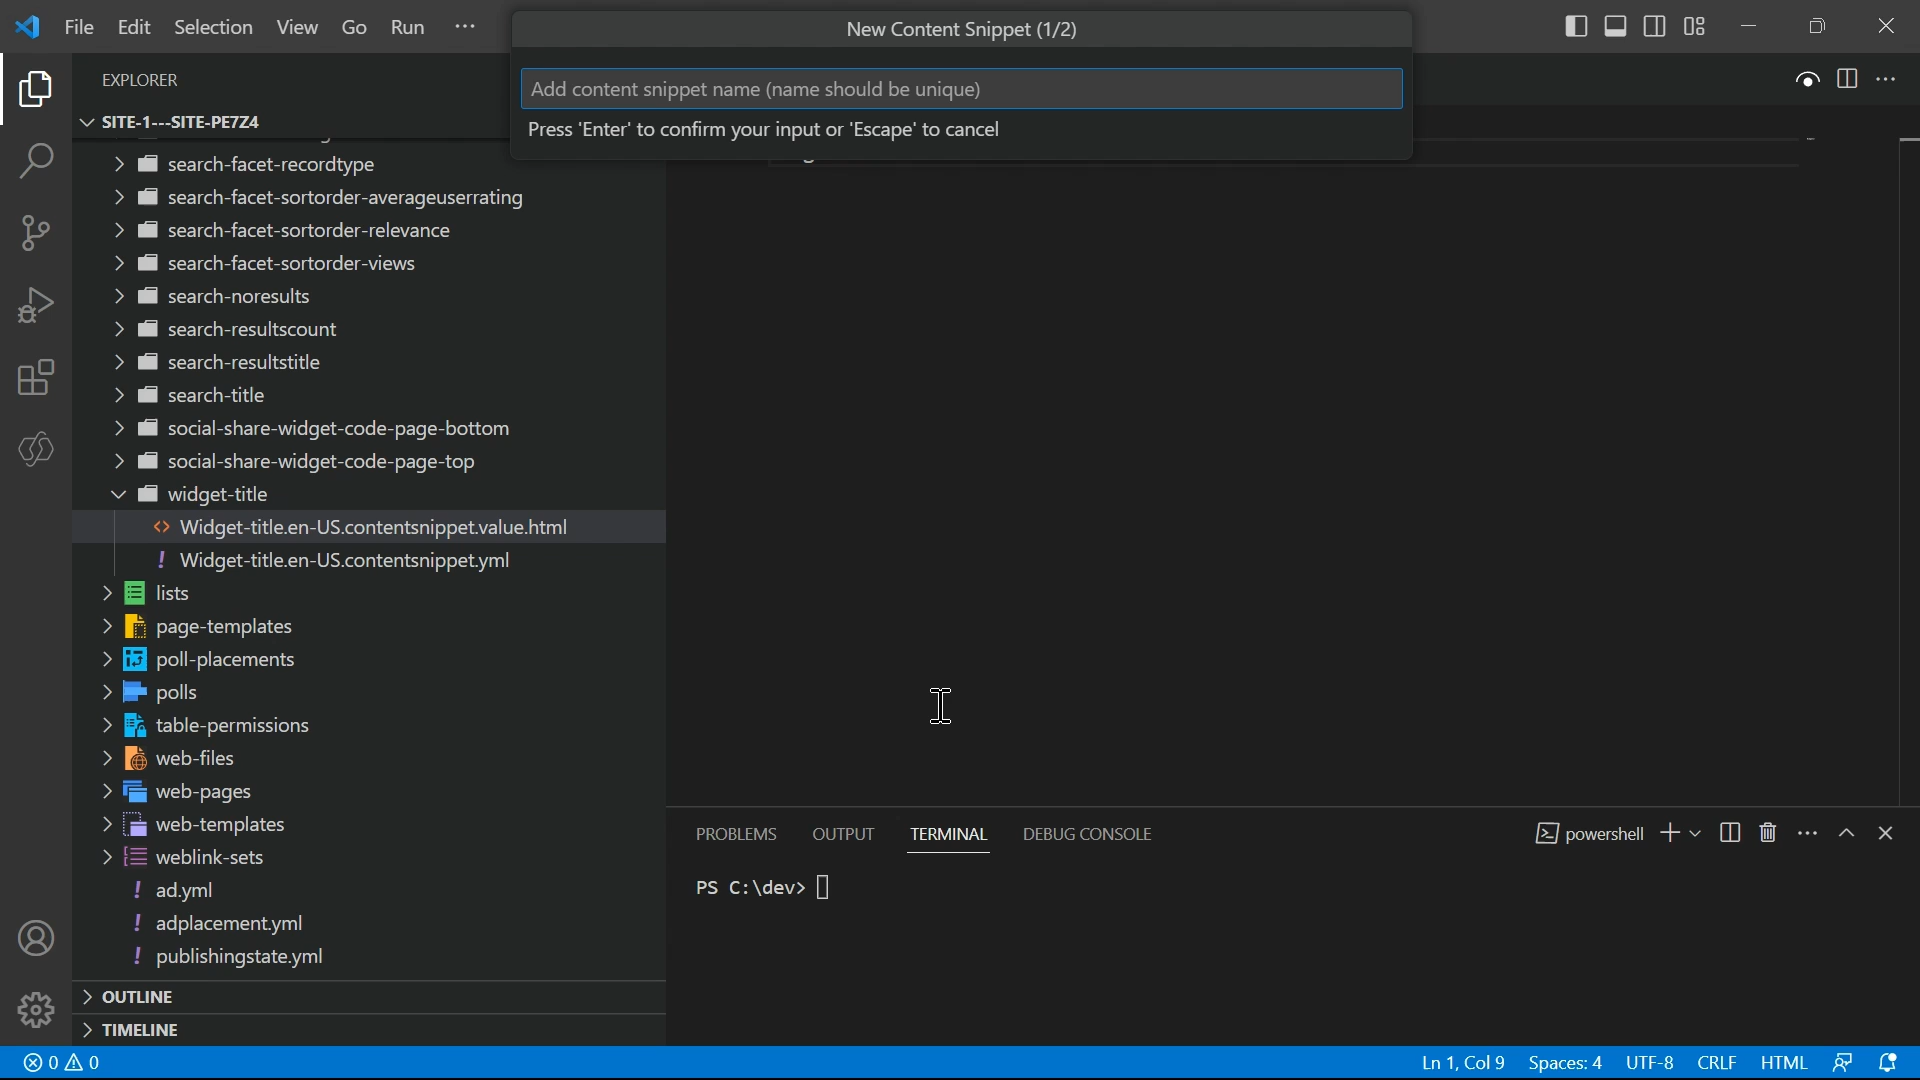 File Edit Selection View Go Run ···
New Content Snippet (1/2)
Add content snippet name (name should be unique)
Press 'Enter' to confirm your input or 'Escape' to cancel
EXPLORER
SITE-1---SITE-PE7Z4
search-facet-recordtype
search-facet-sortorder-averageuserrating
search-facet-sortorder-relevance
search-facet-sortorder-views
search-noresults
search-resultscount
search-resultstitle
search-title
social-share-widget-code-page-bottom
social-share-widget-code-page-top
widget-title
<> Widget-title.en-US.contentsnippet.value.html
! Widget-title.en-US.contentsnippet.yml
lists
page-templates
poll-placements
polls
table-permissions
web-files
web-pages
web-templates
weblink-sets
! ad.yml
! adplacement.yml
! publishingstate.yml
OUTLINE
TIMELINE
PROBLEMS OUTPUT TERMINAL DEBUG CONSOLE
powershell
PS C:\dev>
0 0
Ln 1, Col 9 Spaces: 4 UTF-8 CRLF HTML